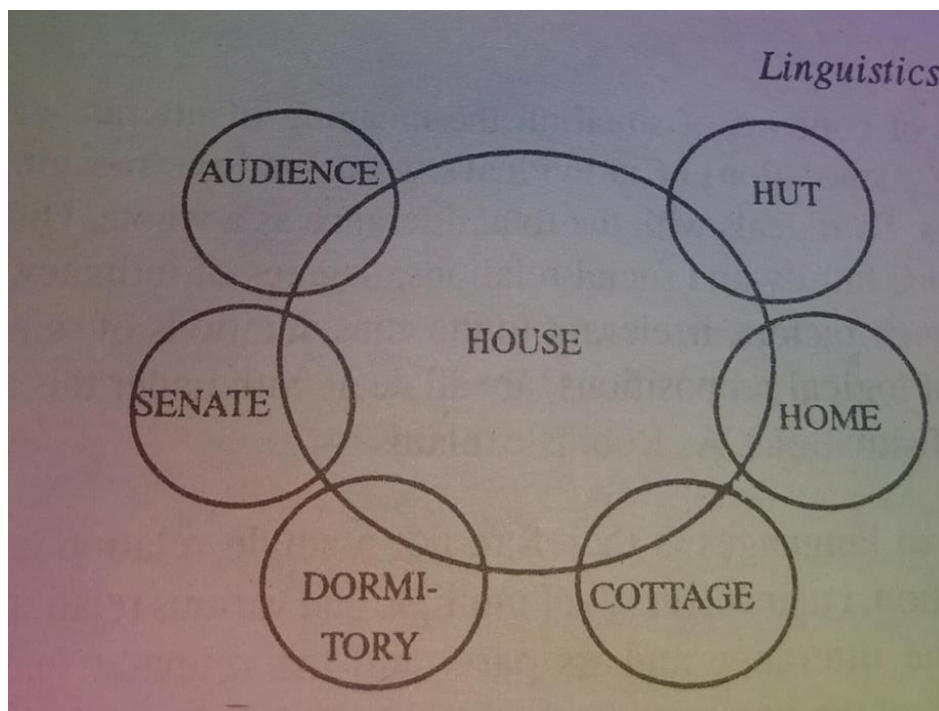 Linguistics
AUDIENCE
HUT
HOUSE
SENATE
HOME
DORMI-
TORY
COTTAGE